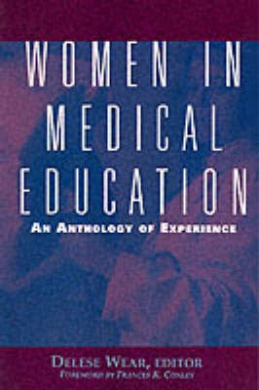 WOMEN IN
MEDICAL
EDUCATION
AN ANTHOLOGY OF EXPERIENCE
DELESE WEAR, EDITOR
FOREWORD BY FRANCES K. CONLEY